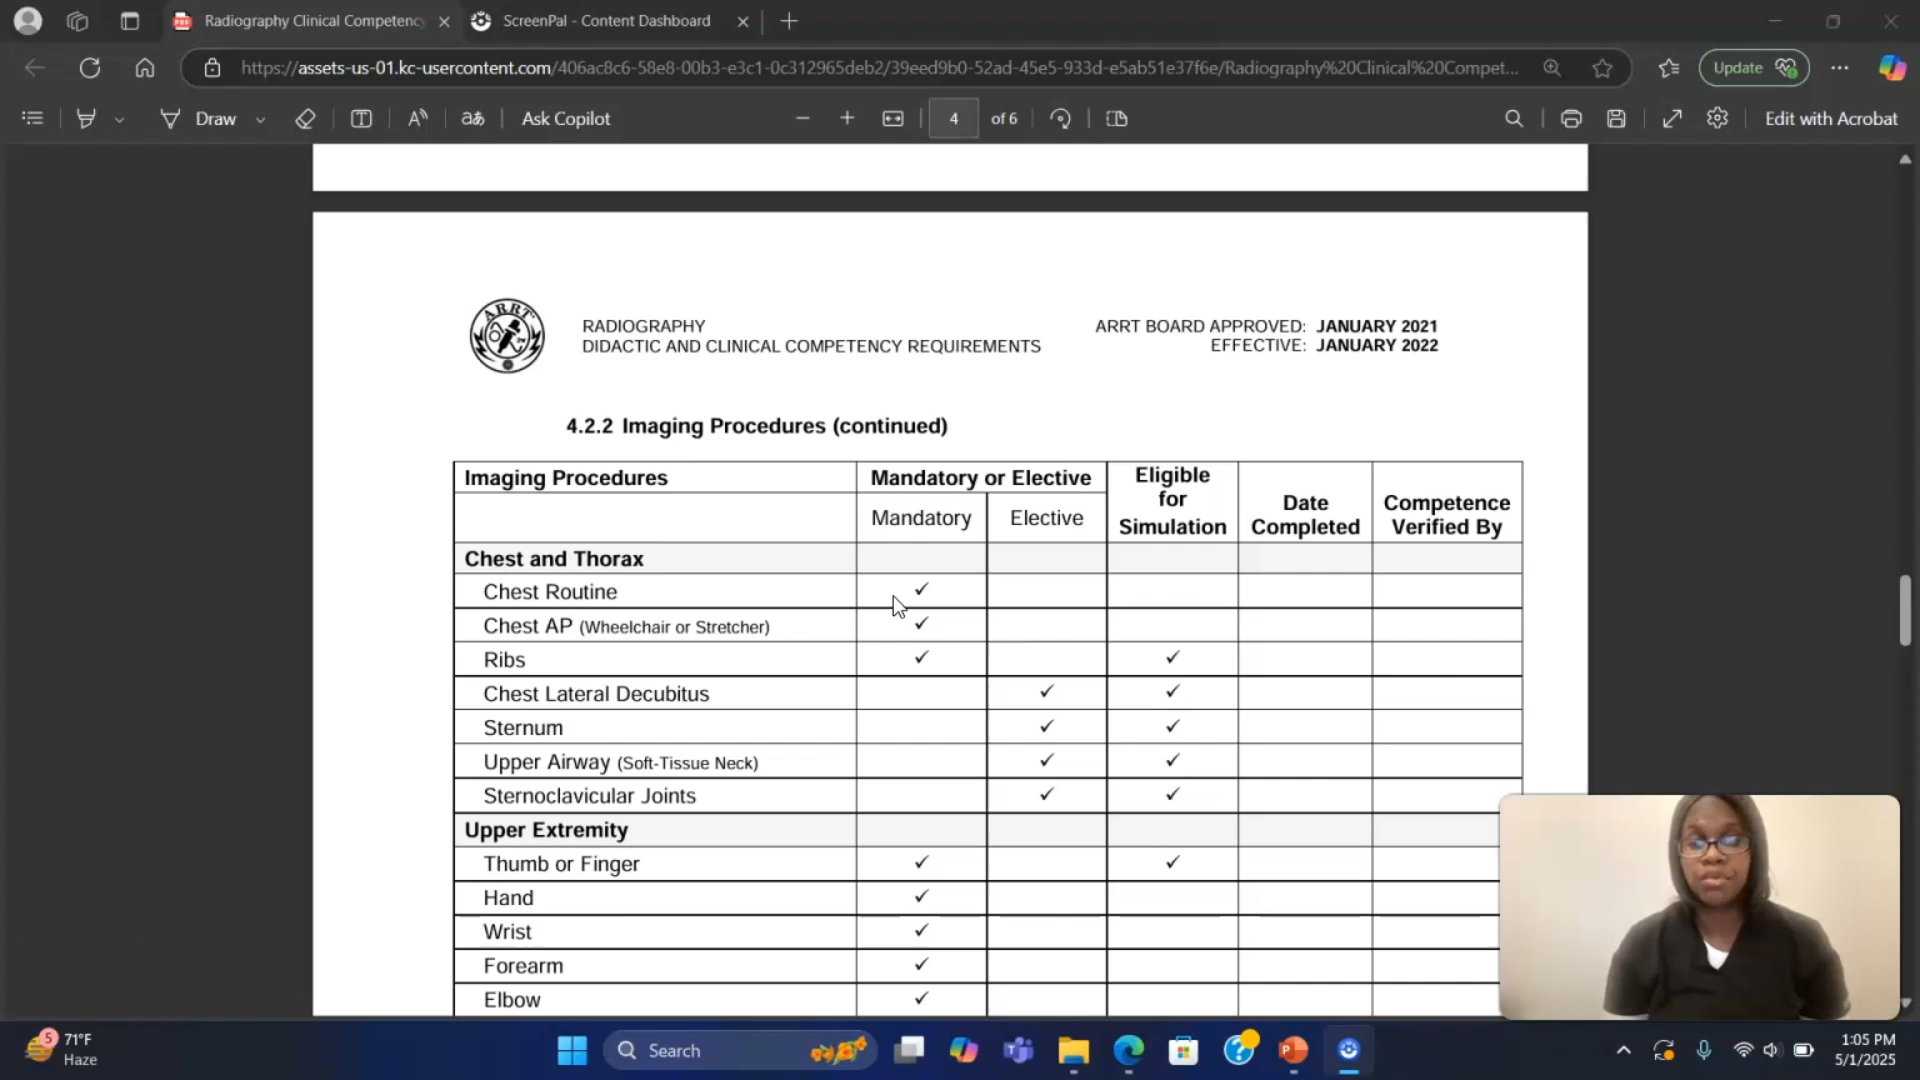 Radiography Clinical Competency
ScreenPal - Content Dashboard
https://assets-us-01.kc-usercontent.com/406ac8c6-58e8-00b3-e3c1-0c312965deb2/39eed9b0-52ad-45e5-933d-e5ab51e37f6e/Radiography%20Clinical%20Compet...
Update
Draw
aあ
Ask Copilot
4 of 6
Edit with Acrobat
ARRT
RADIOGRAPHY
DIDACTIC AND CLINICAL COMPETENCY REQUIREMENTS
ARRT BOARD APPROVED: JANUARY 2021
EFFECTIVE: JANUARY 2022
4.2.2 Imaging Procedures (continued)
Imaging Procedures
Mandatory or Elective
Mandatory
Elective
Eligible
for
Simulation
Date
Completed
Competence
Verified By
Chest and Thorax
Chest Routine ✓
Chest AP (Wheelchair or Stretcher) ✓
Ribs ✓ ✓
Chest Lateral Decubitus ✓ ✓
Sternum ✓ ✓
Upper Airway (Soft-Tissue Neck) ✓ ✓
Sternoclavicular Joints ✓ ✓
Upper Extremity
Thumb or Finger ✓ ✓
Hand ✓
Wrist ✓
Forearm ✓
Elbow ✓
5
71°F
Haze
Search
1:05 PM
5/1/2025